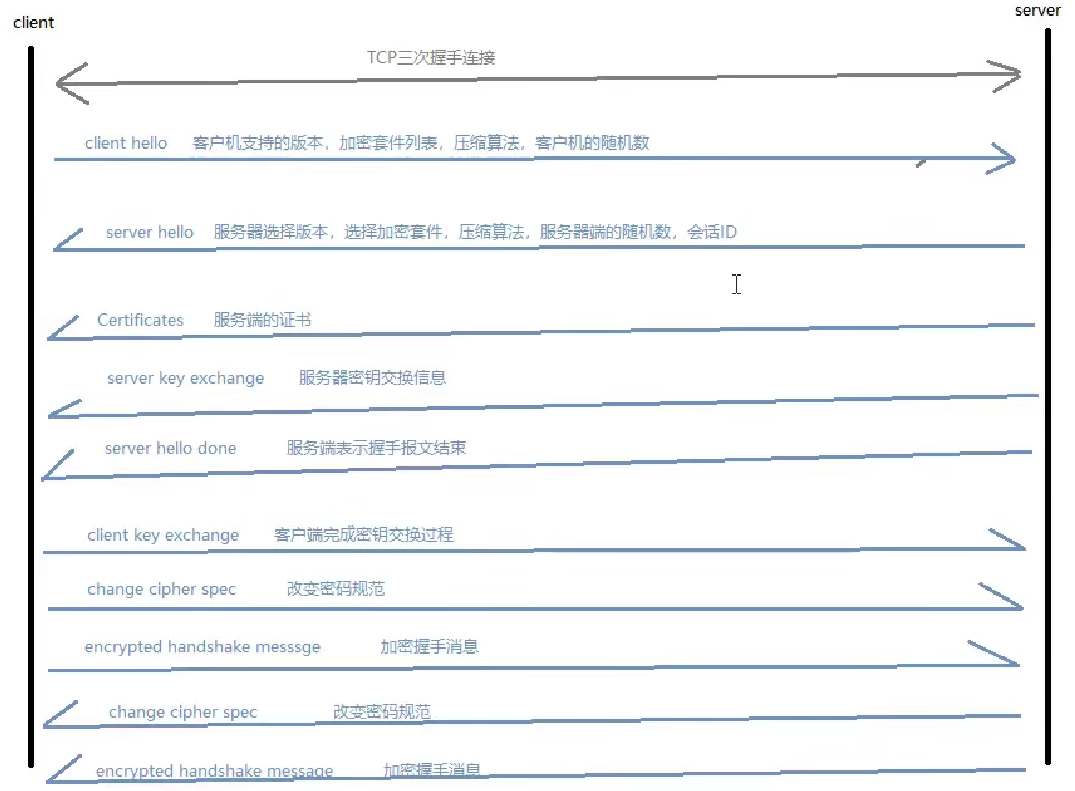 client
server
TCP三次握手连接
client hello 客户机支持的版本，加密套件列表，压缩算法，客户机的随机数
server hello 服务器选择版本，选择加密套件，压缩算法，服务器端的随机数，会话ID
Certificates 服务端的证书
server key exchange 服务器密钥交换信息
server hello done 服务端表示握手报文结束
client key exchange 客户端完成密钥交换过程
change cipher spec 改变密码规范
encrypted handshake messsge 加密握手消息
change cipher spec 改变密码规范
encrypted handshake message 加密握手消息